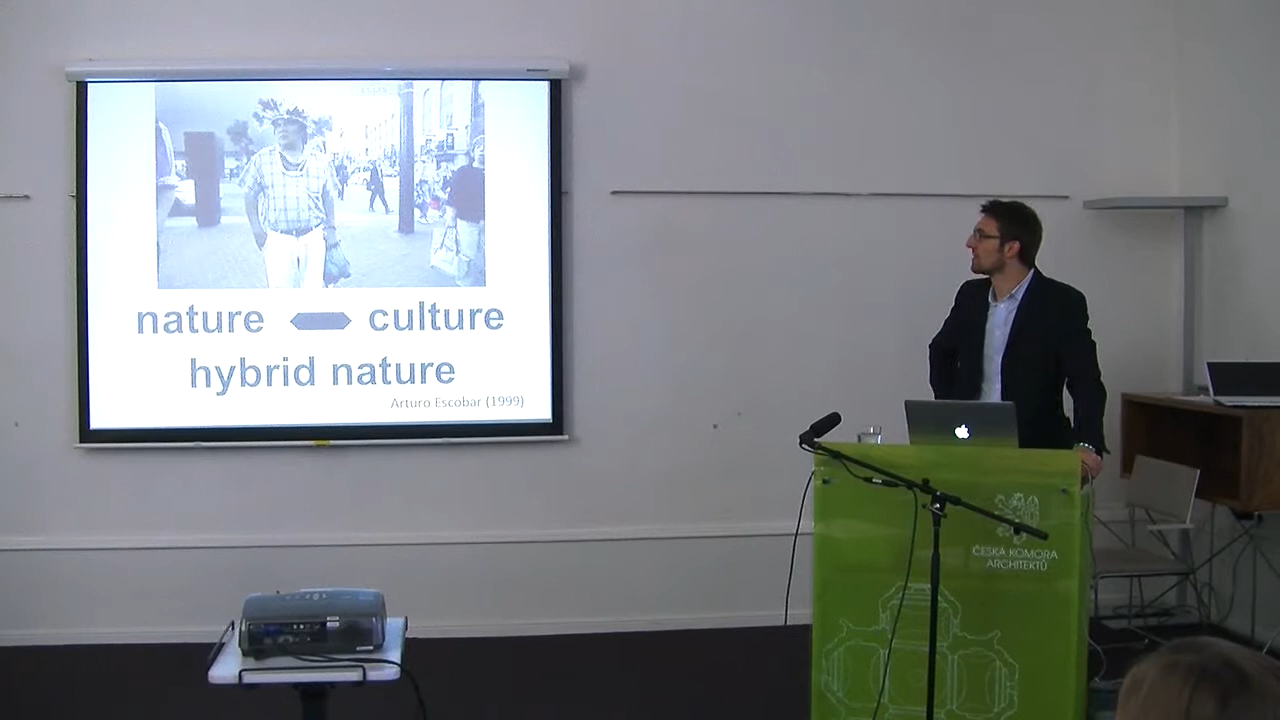 nature culture
hybrid nature
Arturo Escobar (1999)
ČESKÁ KOMORA
ARCHITEKTŮ